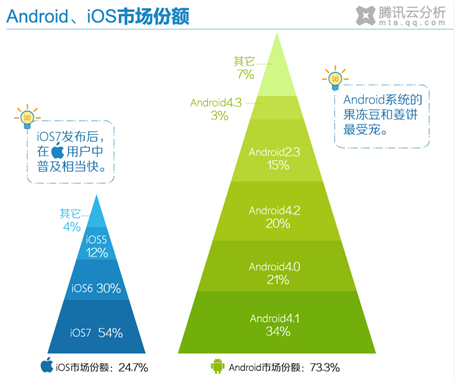 Android、iOS市场份额
腾讯云分析
mta.qq.com
其它
7%
Android4.3
3%
Android系统的
果冻豆和姜饼
最受宠。
iOS7发布后，
在用户中
普及相当快。
Android2.3
15%
其它
4%
Android4.2
20%
iOS5
12%
Android4.0
21%
iOS6 30%
Android4.1
34%
iOS7 54%
iOS市场份额：24.7%
Android市场份额：73.3%